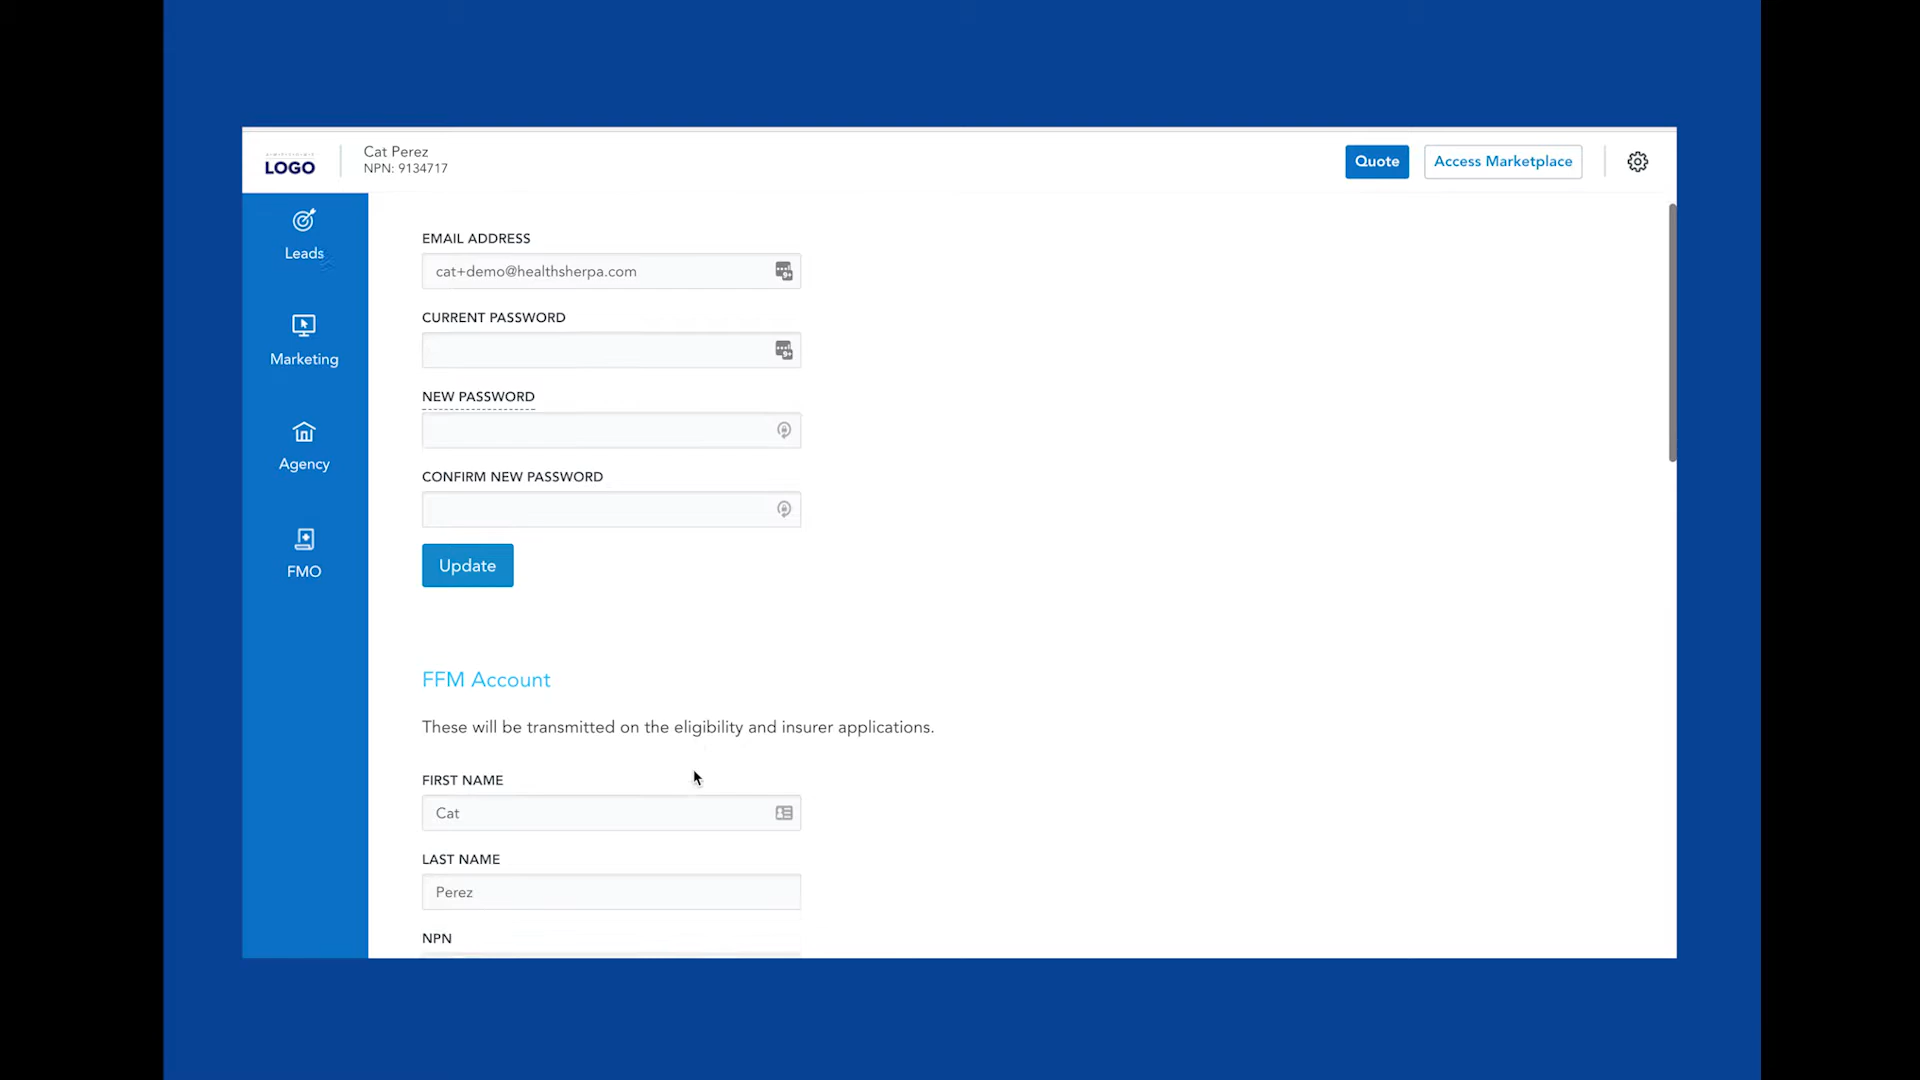 LOGO
Cat Perez
NPN: 9134717
Quote
Access Marketplace
Leads
Marketing
Agency
FMO
EMAIL ADDRESS
cat+demo@healthsherpa.com
CURRENT PASSWORD
NEW PASSWORD
CONFIRM NEW PASSWORD
Update
FFM Account
These will be transmitted on the eligibility and insurer applications.
FIRST NAME
Cat
LAST NAME
Perez
NPN